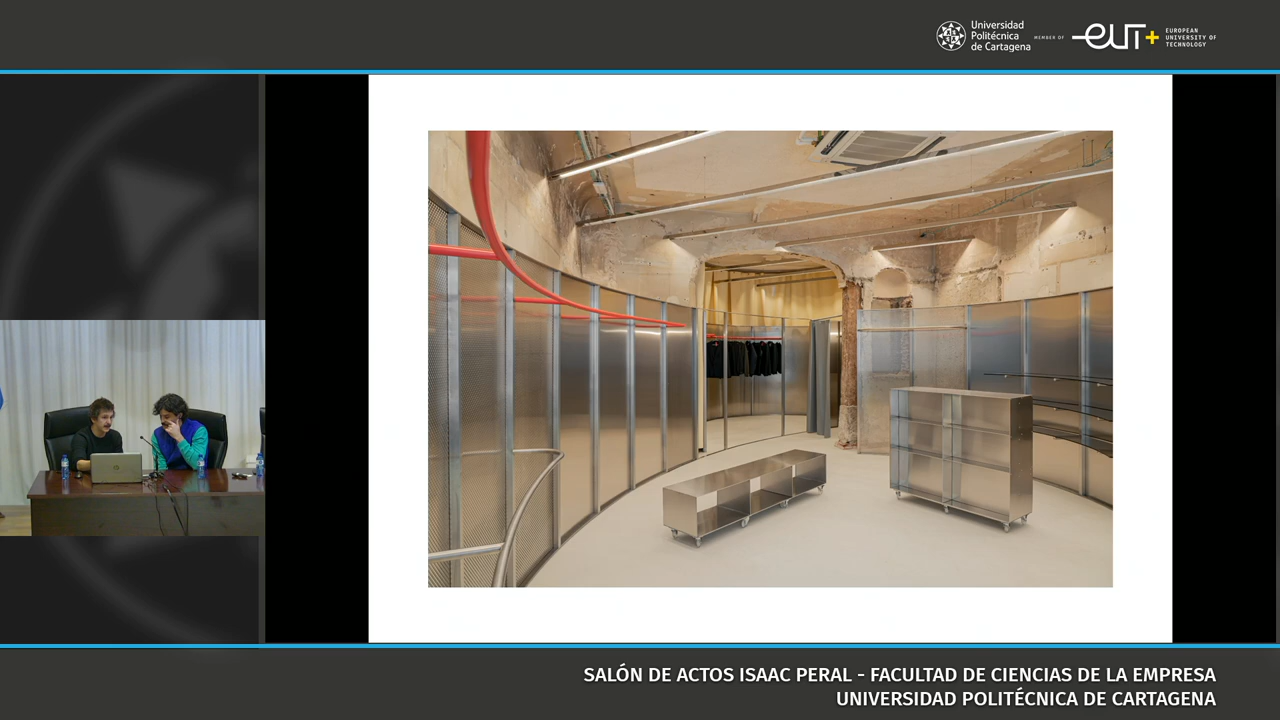 Universidad
Politécnica
de Cartagena
MEMBER OF
EUT+
EUROPEAN
UNIVERSITY OF
TECHNOLOGY
SALÓN DE ACTOS ISAAC PERAL - FACULTAD DE CIENCIAS DE LA EMPRESA
UNIVERSIDAD POLITÉCNICA DE CARTAGENA